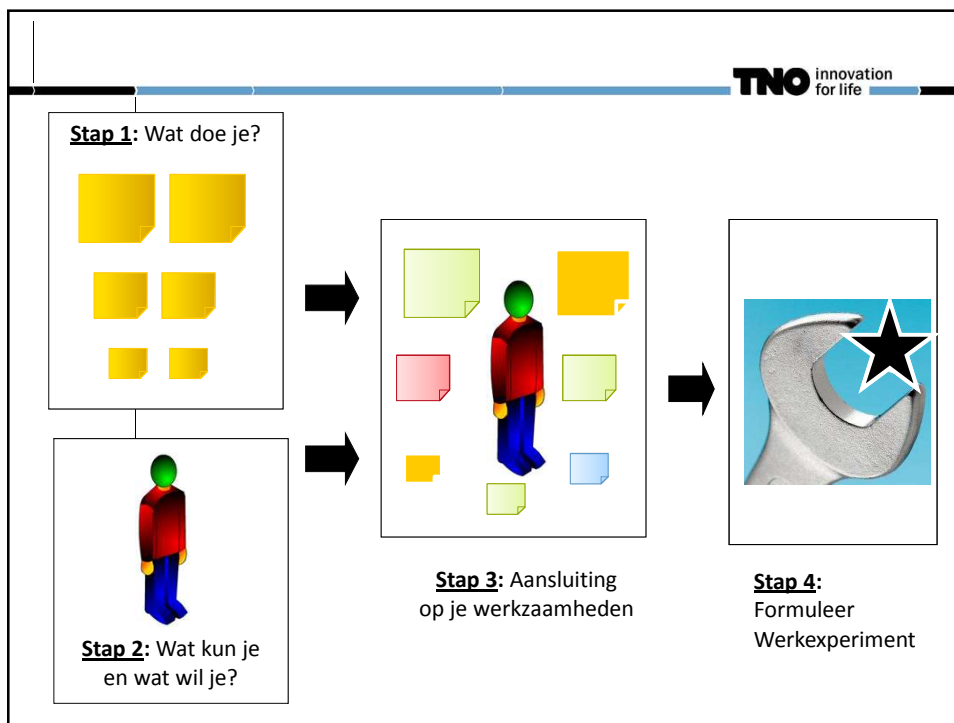 TNO innovation
for life
Stap 1: Wat doe je?
Stap 2: Wat kun je
en wat wil je?
Stap 3: Aansluiting
op je werkzaamheden
Stap 4:
Formuleer
Werkexperiment